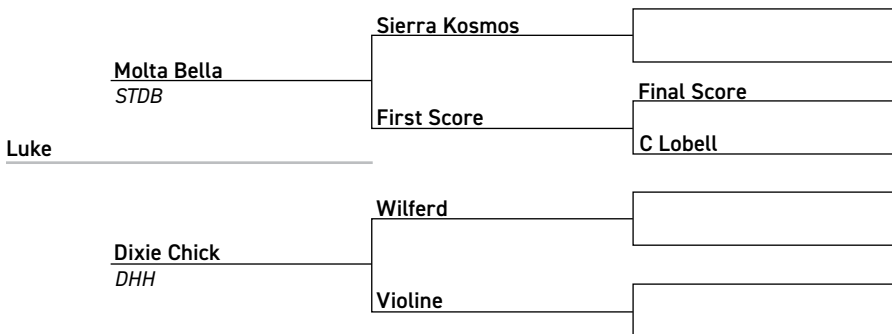 Sierra Kosmos
Molta Bella
STDB
Final Score
First Score
C Lobell
Luke
Wilferd
Dixie Chick
DHH
Violine